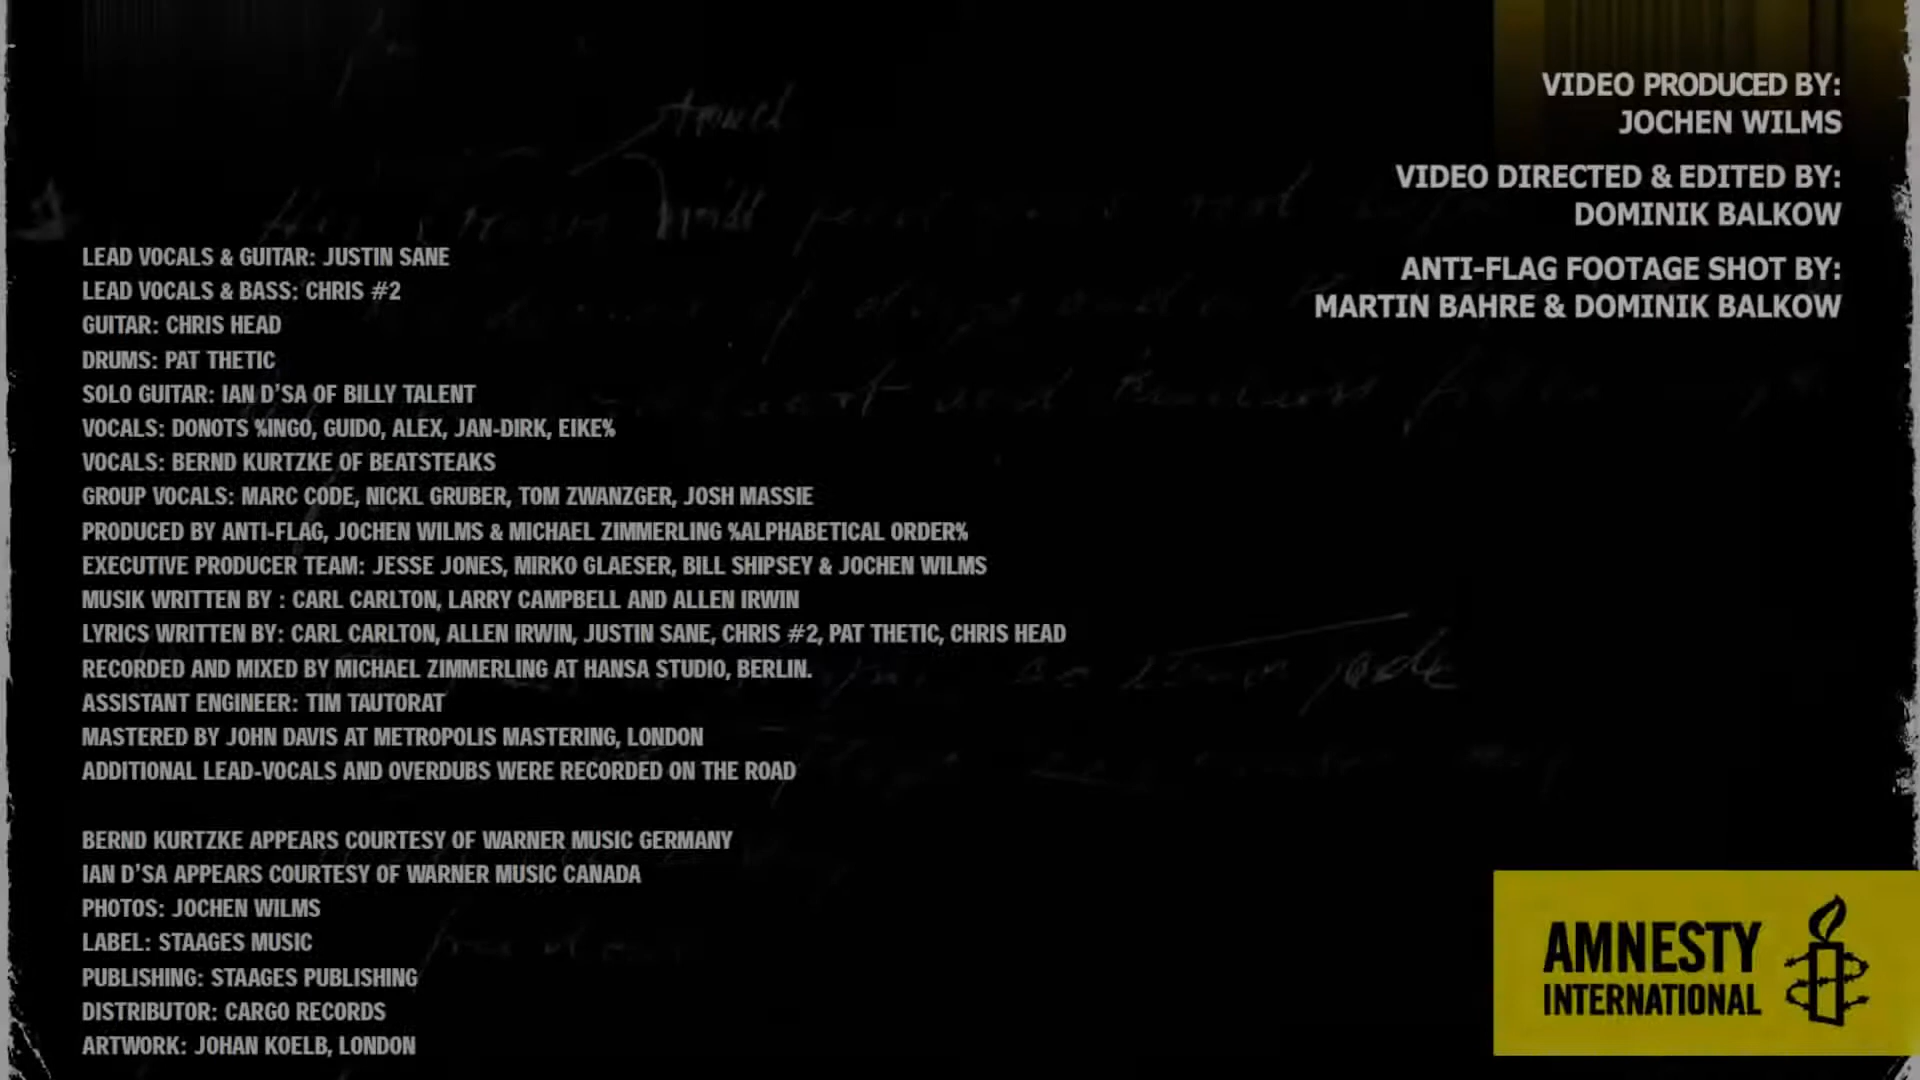 VIDEO PRODUCED BY:
JOCHEN WILMS
VIDEO DIRECTED & EDITED BY:
DOMINIK BALKOW
ANTI-FLAG FOOTAGE SHOT BY:
MARTIN BAHRE & DOMINIK BALKOW
LEAD VOCALS & GUITAR: JUSTIN SANE
LEAD VOCALS & BASS: CHRIS #2
GUITAR: CHRIS HEAD
DRUMS: PAT THETIC
SOLO GUITAR: IAN D'SA OF BILLY TALENT
VOCALS: DONOTS %INGO, GUIDO, ALEX, JAN-DIRK, EIKE%
VOCALS: BERND KURTZKE OF BEATSTEAKS
GROUP VOCALS: MARC CODE, NICKL GRUBER, TOM ZWANZGER, JOSH MASSIE
PRODUCED BY ANTI-FLAG, JOCHEN WILMS & MICHAEL ZIMMERLING %ALPHABETICAL ORDER%
EXECUTIVE PRODUCER TEAM: JESSE JONES, MIRKO GLAESER, BILL SHIPSEY & JOCHEN WILMS
MUSIK WRITTEN BY : CARL CARLTON, LARRY CAMPBELL AND ALLEN IRWIN
LYRICS WRITTEN BY: CARL CARLTON, ALLEN IRWIN, JUSTIN SANE, CHRIS #2, PAT THETIC, CHRIS HEAD
RECORDED AND MIXED BY MICHAEL ZIMMERLING AT HANSA STUDIO, BERLIN.
ASSISTANT ENGINEER: TIM TAUTORAT
MASTERED BY JOHN DAVIS AT METROPOLIS MASTERING, LONDON
ADDITIONAL LEAD-VOCALS AND OVERDUBS WERE RECORDED ON THE ROAD
BERND KURTZKE APPEARS COURTESY OF WARNER MUSIC GERMANY
IAN D'SA APPEARS COURTESY OF WARNER MUSIC CANADA
PHOTOS: JOCHEN WILMS
LABEL: STAAGES MUSIC
PUBLISHING: STAAGES PUBLISHING
DISTRIBUTOR: CARGO RECORDS
ARTWORK: JOHAN KOELB, LONDON
AMNESTY
INTERNATIONAL